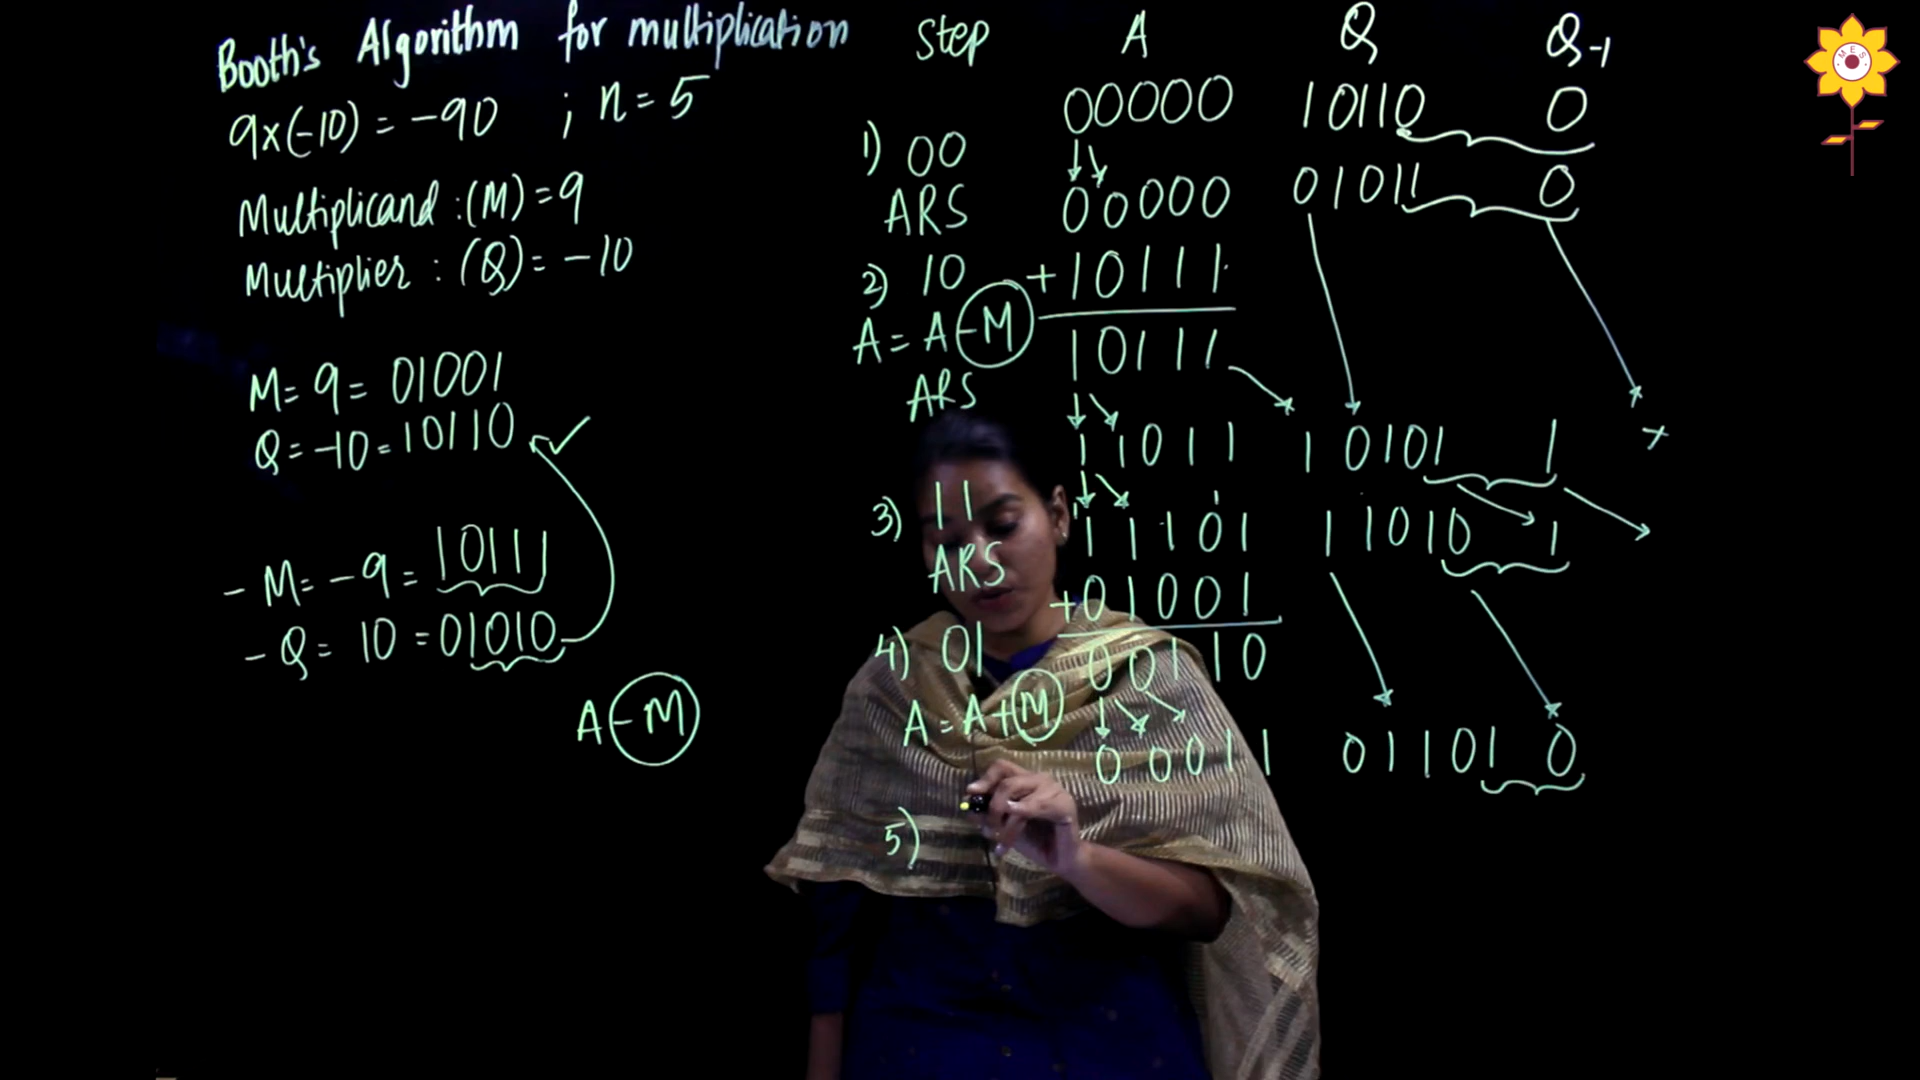 Booth's Algorithm for multiplication
9x(-10) = -90 ; n = 5
Multiplicand : (M) = 9
Multiplier : (Q) = -10
M = 9 = 01001
Q = -10 = 10110 ✓
- M = -9 = 10111
- Q = 10 = 01010
A - M
Step A Q Q-1
00000 10110 0
1) 00
ARS 00000 01011 0
2) 10 +10111
A = A - M 10111
ARS
11011 10101 1 x
3) 11
ARS 11101 11010 1
+01001
4) 01 00110
A = A + M
00011 01101 0
5)
MES